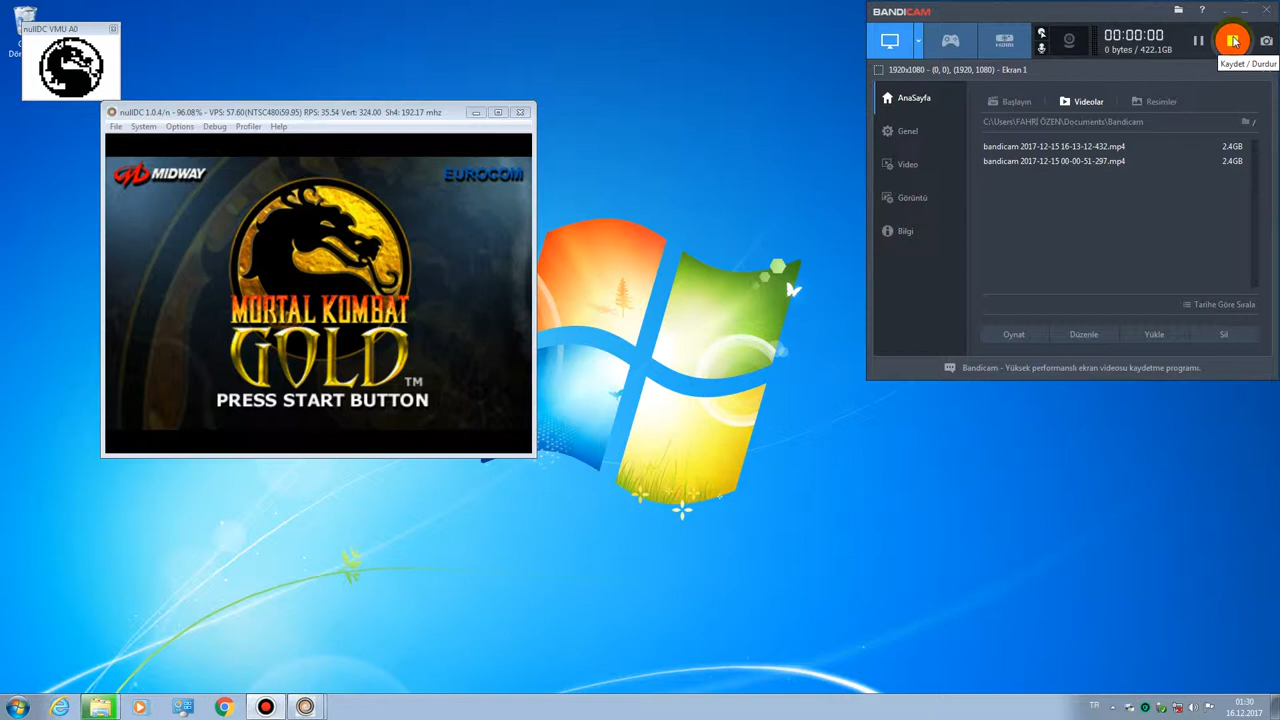 nullDC VMU A0
nullDC 1.0.4/n - 96.08% - VPS: 57.60(NTSC480i59.95) RPS: 35.54 Vert: 324.00 Sh4: 192.17 mhz
File System Options Debug Profiler Help
MIDWAY
EUROCOM
MORTAL KOMBAT
GOLD
TM
PRESS START BUTTON
BANDICAM
HDMI
00:00:00
0 bytes / 422.1GB
Kaydet / Durdur
1920x1080 - (0, 0), (1920, 1080) - Ekran 1
AnaSayfa
Genel
Video
Görüntü
Bilgi
Başlayın Videolar Resimler
C:\Users\FAHRİ ÖZEN\Documents\Bandicam
bandicam 2017-12-15 16-13-12-432.mp4 2.4GB
bandicam 2017-12-15 00-00-51-297.mp4 2.4GB
Tarihe Göre Sırala
Oynat Düzenle Yükle Sil
Bandicam - Yüksek performanslı ekran videosu kaydetme programı.
TR
01:30
16.12.2017